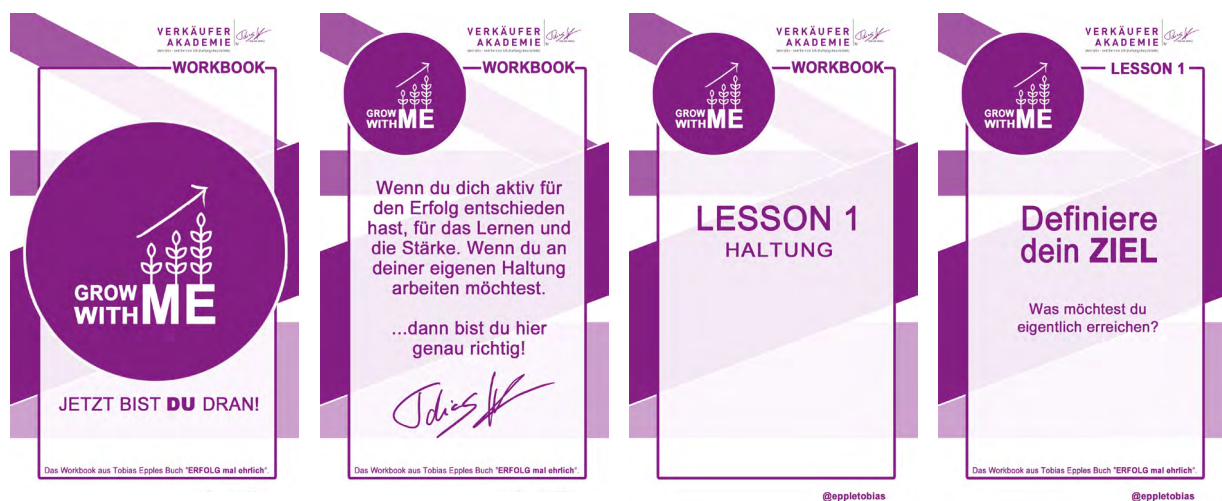 VERKÄUFER
AKADEMIE
WORKBOOK
GROW
WITH ME
JETZT BIST DU DRAN!
Das Workbook aus Tobias Epples Buch "ERFOLG mal ehrlich".
VERKÄUFER
AKADEMIE
WORKBOOK
GROW
WITH ME
Wenn du dich aktiv für
den Erfolg entschieden
hast, für das Lernen und
die Stärke. Wenn du an
deiner eigenen Haltung
arbeiten möchtest.
...dann bist du hier
genau richtig!
Tobias
Das Workbook aus Tobias Epples Buch "ERFOLG mal ehrlich".
VERKÄUFER
AKADEMIE
WORKBOOK
GROW
WITH ME
LESSON 1
HALTUNG
@eppletobias
VERKÄUFER
AKADEMIE
LESSON 1
GROW
WITH ME
Definiere
dein ZIEL
Was möchtest du
eigentlich erreichen?
Das Workbook aus Tobias Epples Buch "ERFOLG mal ehrlich".
@eppletobias